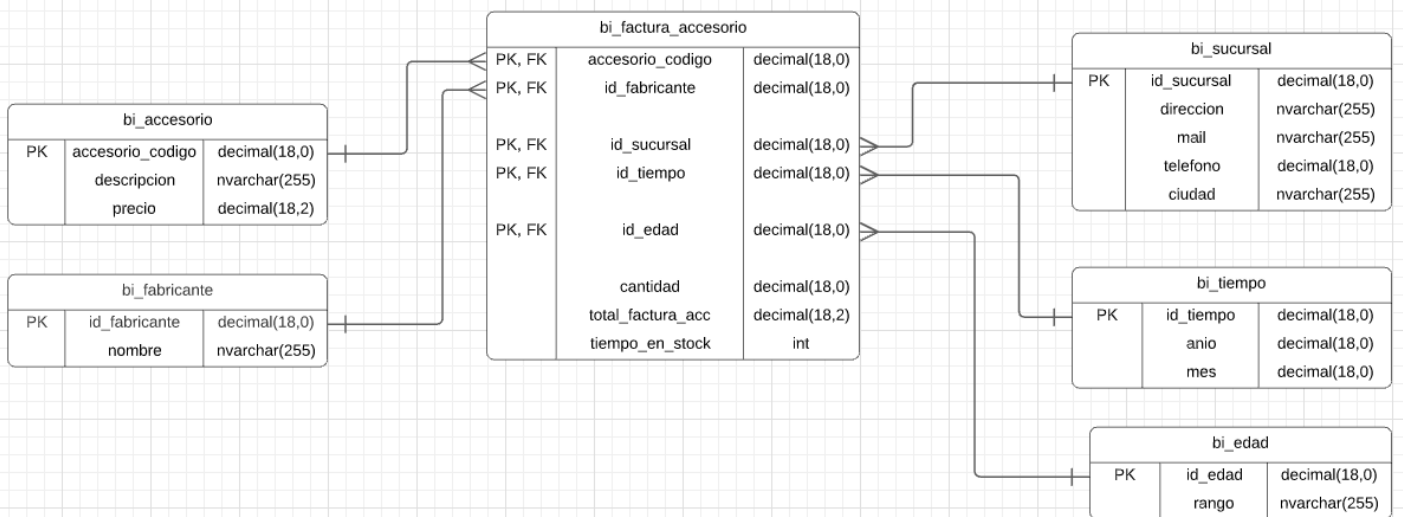 bi_factura_accesorio
PK, FK accesorio_codigo decimal(18,0)
PK, FK id_fabricante decimal(18,0)
PK, FK id_sucursal decimal(18,0)
PK, FK id_tiempo decimal(18,0)
PK, FK id_edad decimal(18,0)
cantidad decimal(18,0)
total_factura_acc decimal(18,2)
tiempo_en_stock int
bi_accesorio
PK accesorio_codigo decimal(18,0)
descripcion nvarchar(255)
precio decimal(18,2)
bi_fabricante
PK id_fabricante decimal(18,0)
nombre nvarchar(255)
bi_sucursal
PK id_sucursal decimal(18,0)
direccion nvarchar(255)
mail nvarchar(255)
telefono decimal(18,0)
ciudad nvarchar(255)
bi_tiempo
PK id_tiempo decimal(18,0)
anio decimal(18,0)
mes decimal(18,0)
bi_edad
PK id_edad decimal(18,0)
rango nvarchar(255)